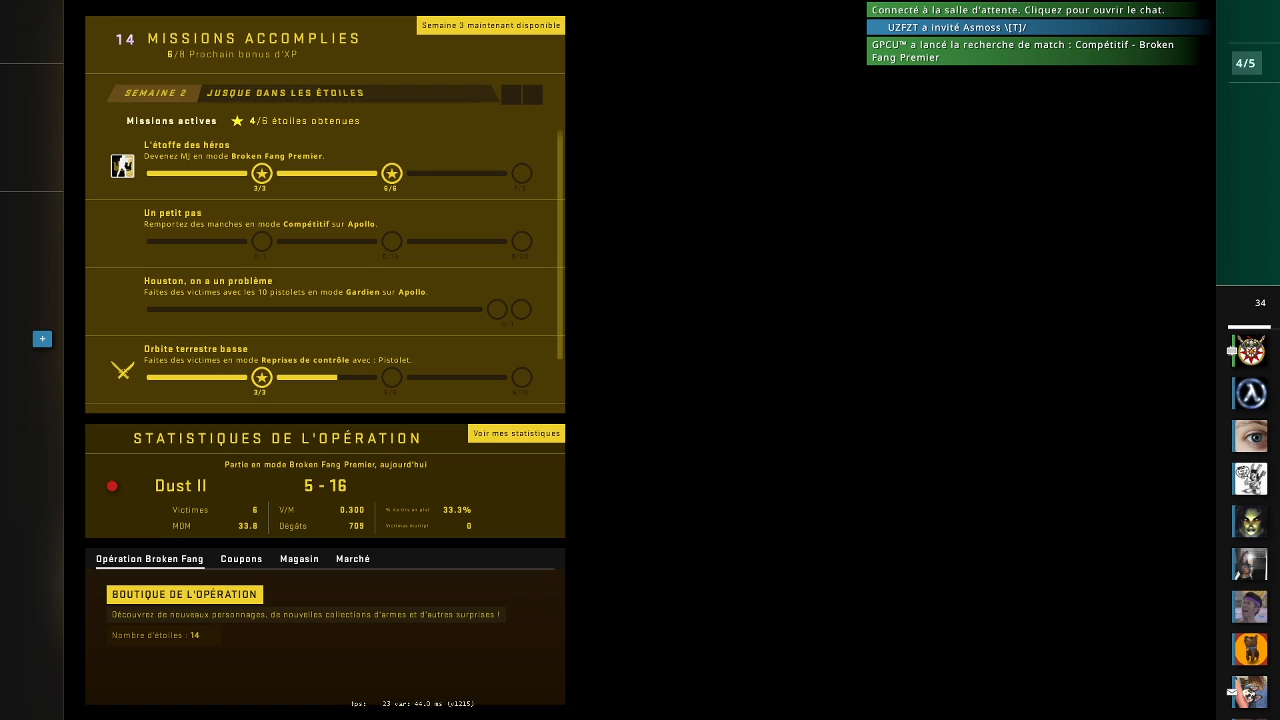 Semaine 3 maintenant disponible
14 MISSIONS ACCOMPLIES
6/8 Prochain bonus d'XP
SEMAINE 2 JUSQUE DANS LES ÉTOILES
Missions actives 4/6 étoiles obtenues
L'étoffe des héros
Devenez MJ en mode Broken Fang Premier.
3/3 6/6
Un petit pas
Remportez des manches en mode Compétitif sur Apollo.
Houston, on a un problème
Faites des victimes avec les 10 pistolets en mode Gardien sur Apollo.
Orbite terrestre basse
Faites des victimes en mode Reprises de contrôle avec : Pistolet.
3/3
STATISTIQUES DE L'OPÉRATION
Voir mes statistiques
Partie en mode Broken Fang Premier, aujourd'hui
Dust II 5 - 16
Victimes 6 V/M 0.300 33.3%
MDM 33.8 Dégâts 709 0
Opération Broken Fang Coupons Magasin Marché
BOUTIQUE DE L'OPÉRATION
Découvrez de nouveaux personnages, de nouvelles collections d'armes et d'autres surprises !
Nombre d'étoiles : 14
fps: 23 var: 44.0 ms (v1215)
Connecté à la salle d'attente. Cliquez pour ouvrir le chat.
UZFZT a invité Asmoss \[T]/
GPCU™ a lancé la recherche de match : Compétitif - Broken
Fang Premier
4/5
34